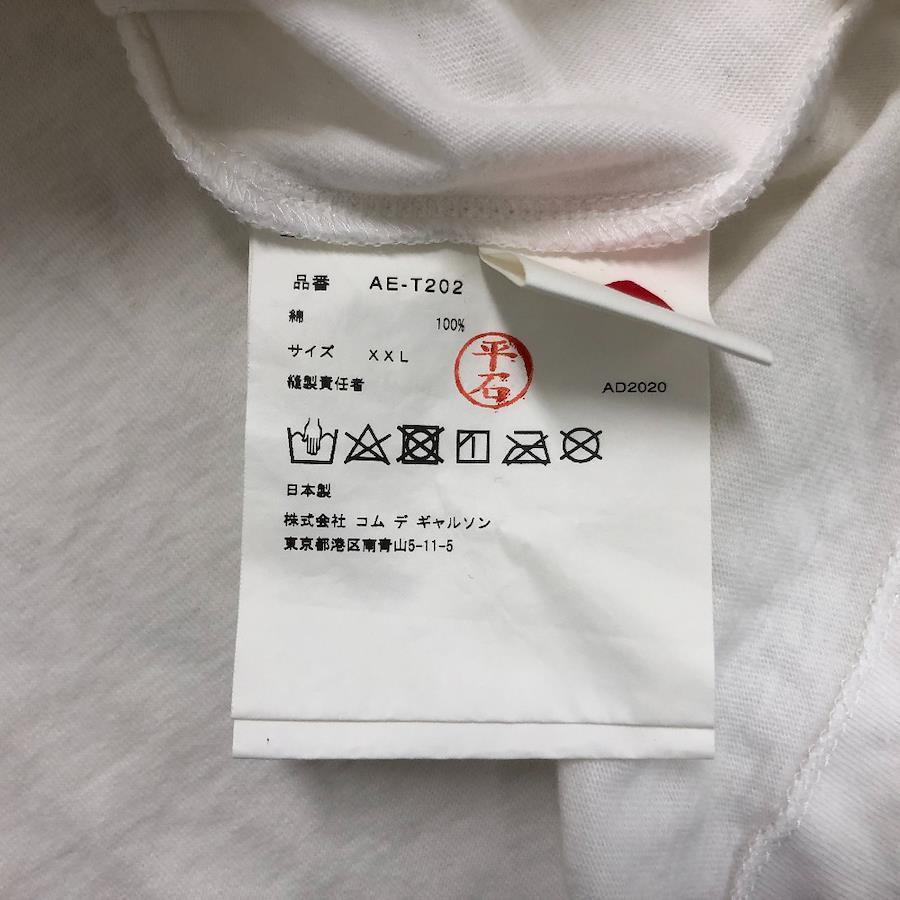 品番 AE-T202
綿 100%
サイズ XXL
平石
縫製責任者 AD2020
日本製
株式会社 コム デ ギャルソン
東京都港区南青山5-11-5